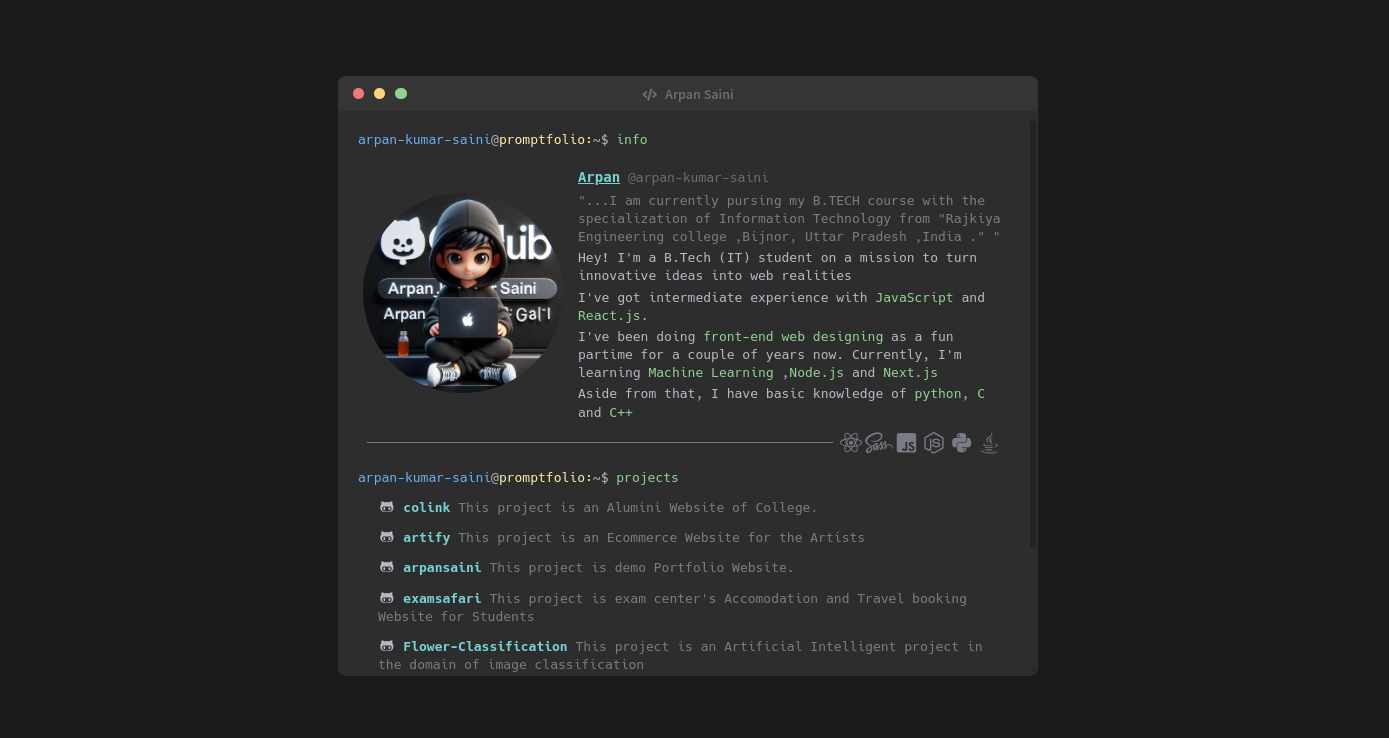 Arpan Saini
arpan-kumar-saini@promptfolio:~$ info
Arpan @arpan-kumar-saini
"...I am currently pursing my B.TECH course with the
specialization of Information Technology from "Rajkiya
Engineering college ,Bijnor, Uttar Pradesh ,India ." "
Hey! I'm a B.Tech (IT) student on a mission to turn
innovative ideas into web realities
I've got intermediate experience with JavaScript and
React.js.
I've been doing front-end web designing as a fun
partime for a couple of years now. Currently, I'm
learning Machine Learning ,Node.js and Next.js
Aside from that, I have basic knowledge of python, C
and C++
ub
Arpan Saini
Arpan
Sass JS JS
arpan-kumar-saini@promptfolio:~$ projects
colink This project is an Alumini Website of College.
artify This project is an Ecommerce Website for the Artists
arpansaini This project is demo Portfolio Website.
examsafari This project is exam center's Accomodation and Travel booking
Website for Students
Flower-Classification This project is an Artificial Intelligent project in
the domain of image classification